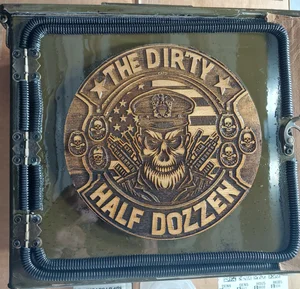 THE DIRTY
HALF DOZZEN